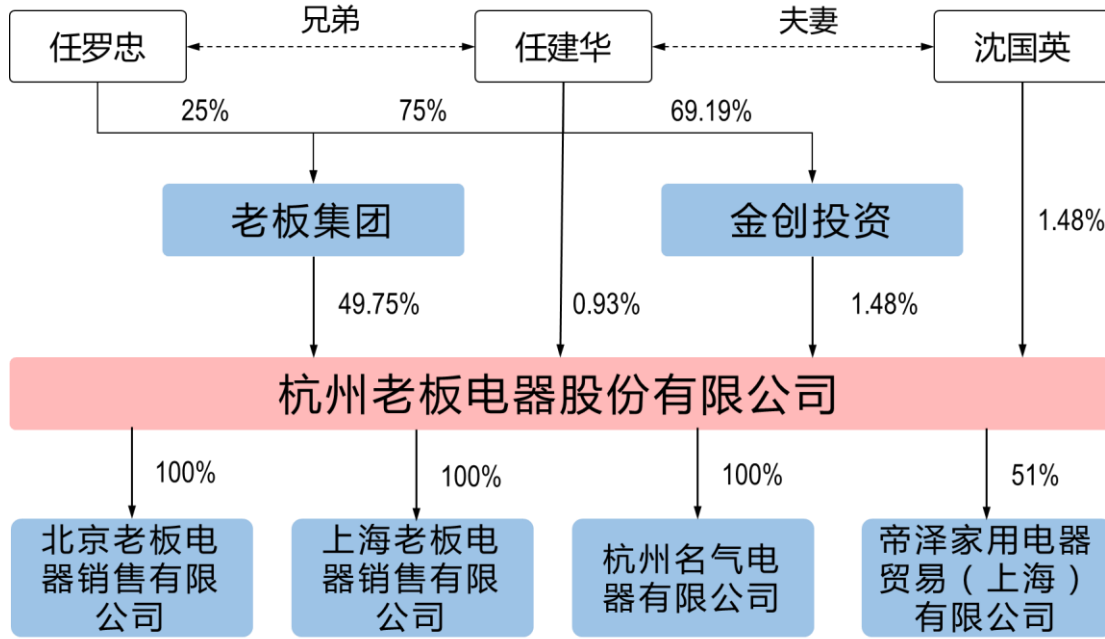 兄弟
夫妻
任罗忠
任建华
沈国英
25%
75%
69.19%
老板集团
金创投资
1.48%
49.75%
0.93%
1.48%
杭州老板电器股份有限公司
100%
100%
100%
51%
北京老板电
器销售有限
公司
上海老板电
器销售有限
公司
杭州名气电
器有限公司
帝泽家用电器
贸易（上海）
有限公司